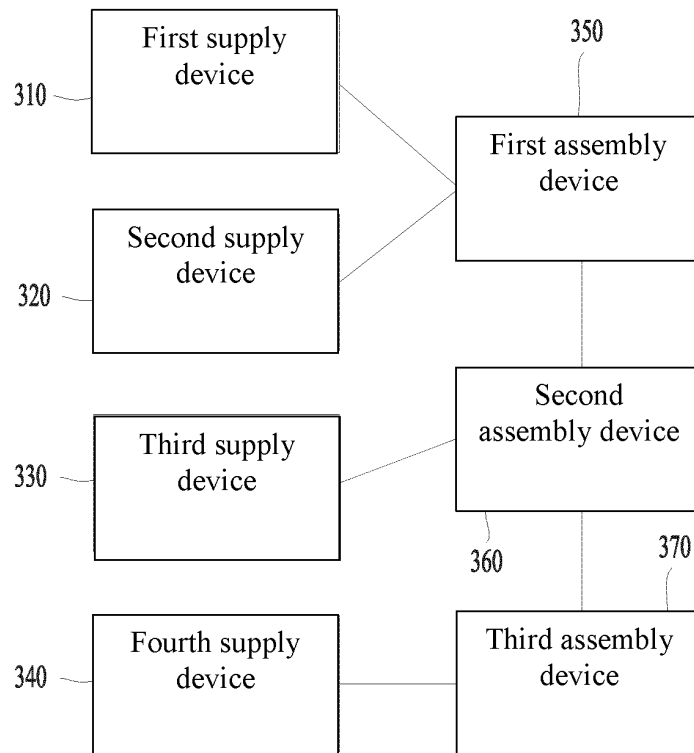 First supply
device
310
350
First assembly
device
Second supply
device
320
Second
assembly device
Third supply
device
330
360
370
Fourth supply
device
340
Third assembly
device